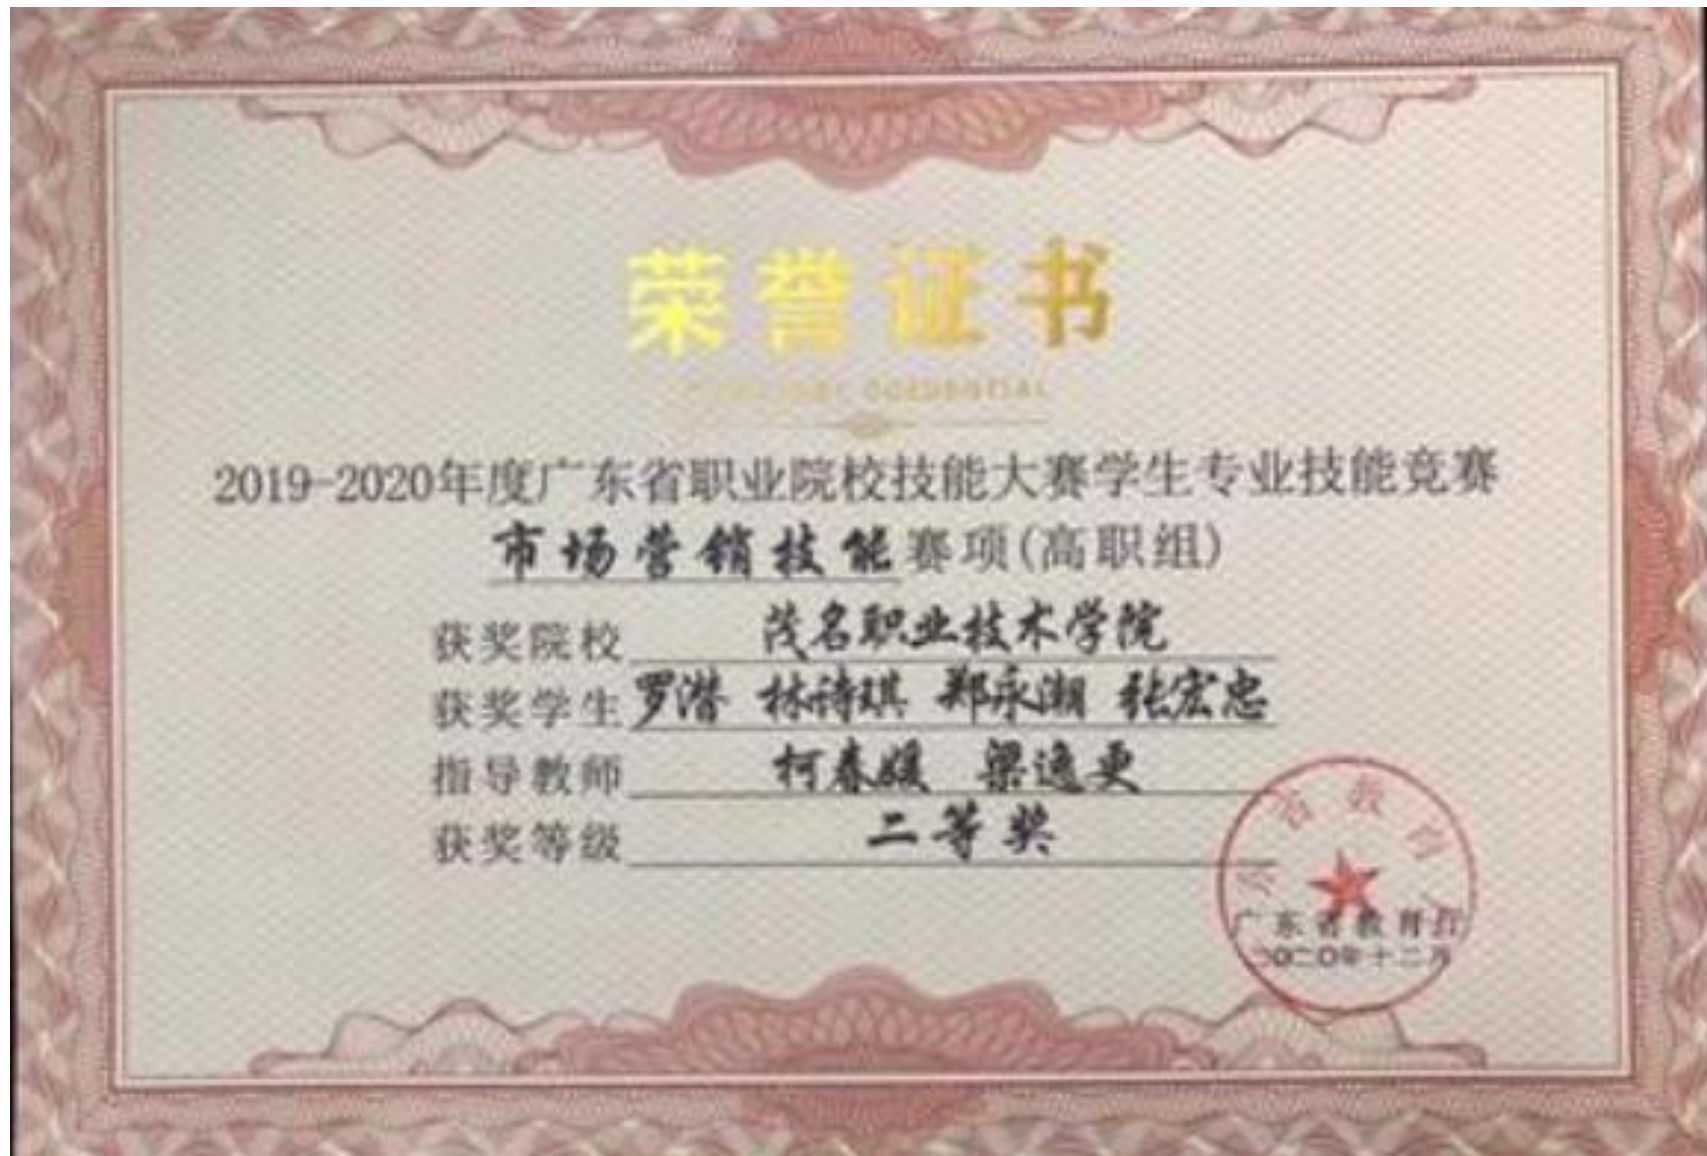 荣誉证书
2019-2020年度广东省职业院校技能大赛学生专业技能竞赛
市场营销技能赛项(高职组)
获奖院校 茂名职业技术学院
获奖学生 罗潜 林诗琪 郑永潮 张宏忠
指导教师 柯春媛 梁逸更
获奖等级 二等奖
广东省教育厅
二〇二〇年十二月